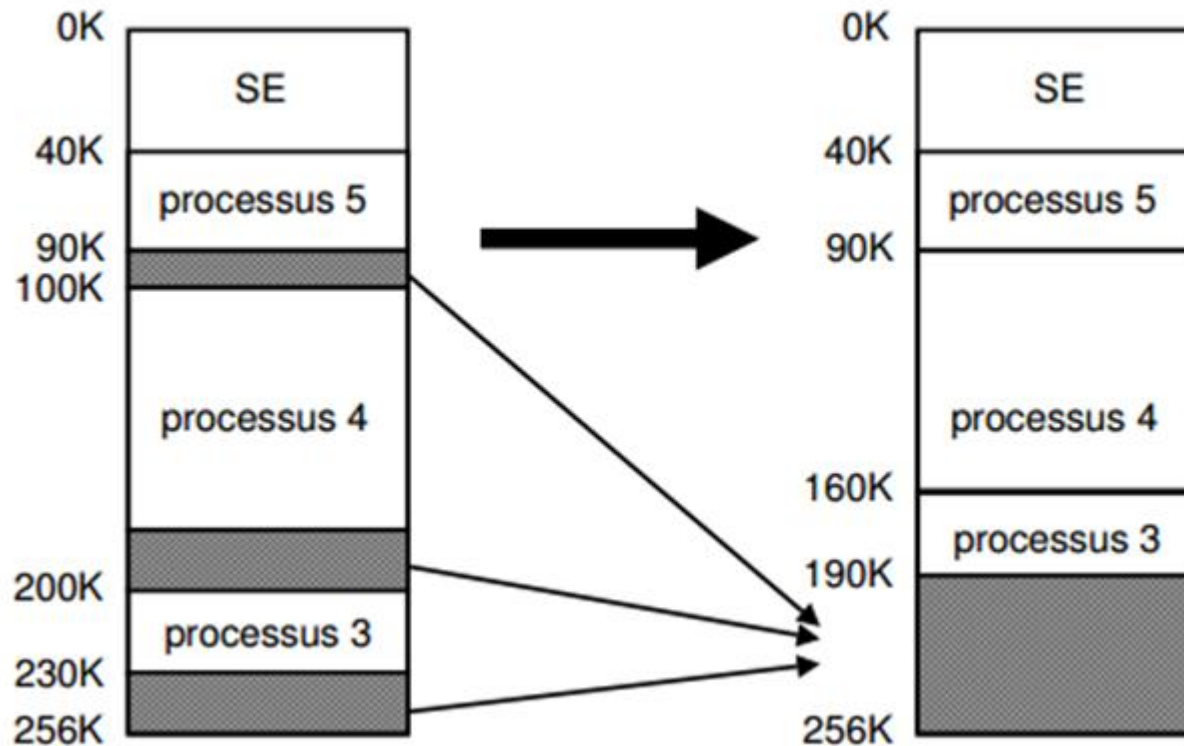 0K
SE
40K
processus 5
90K
100K
processus 4
200K
processus 3
230K
256K
0K
SE
40K
processus 5
90K
processus 4
160K
processus 3
190K
256K